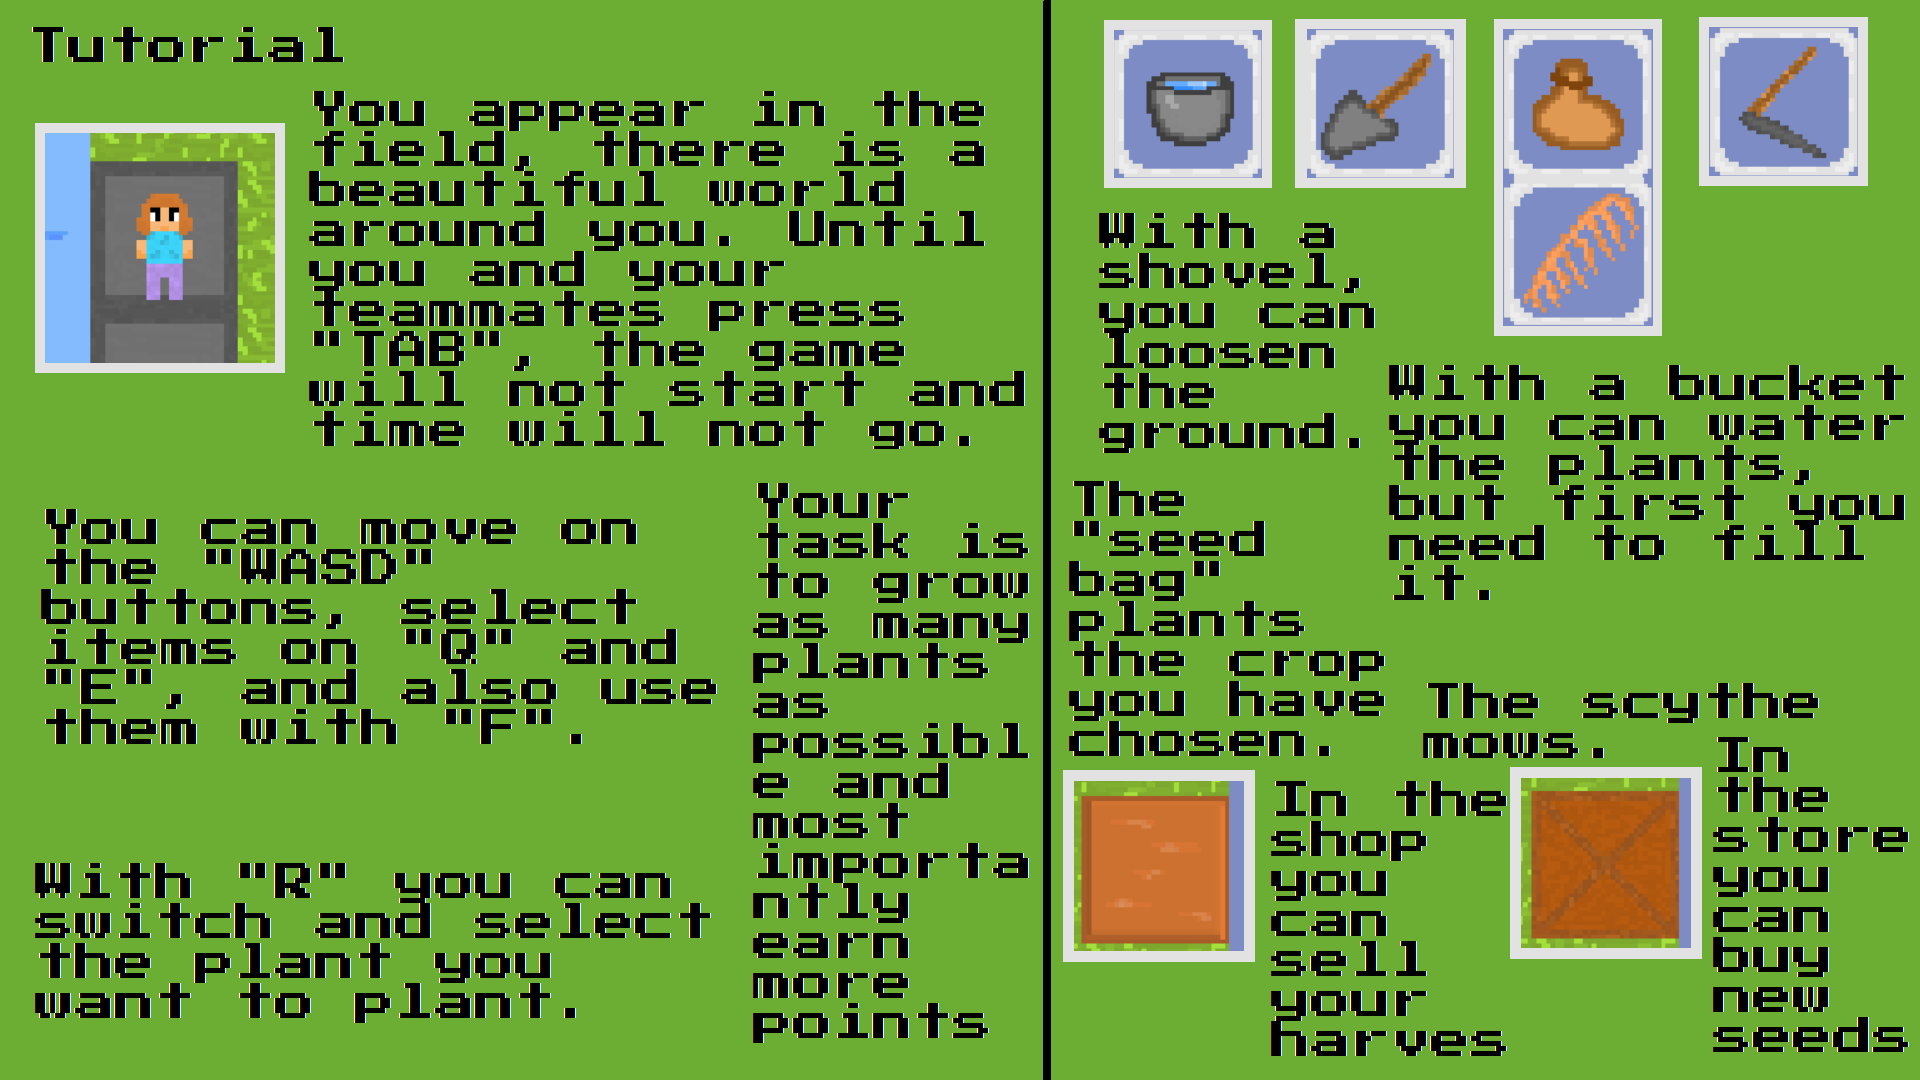 Tutorial
You appear in the
field, there is a
beautiful world
around you. Until
you and your
teammates press
"TAB", the game
will not start and
time will not go.
You can move on
the "WASD"
buttons, select
items on "Q" and
"E", and also use
them with "F".
With "R" you can
switch and select
the plant you
want to plant.
Your
task is
to grow
as many
plants
as
possibl
e and
most
importa
ntly
earn
more
points
With a
shovel,
you can
loosen
the
ground.
With a bucket
you can water
the plants,
but first you
need to fill
it.
The
"seed
bag"
plants
the crop
you have
chosen.
The scythe
mows.
In the
shop
you
can
sell
your
harves
In
the
store
you
can
buy
new
seeds